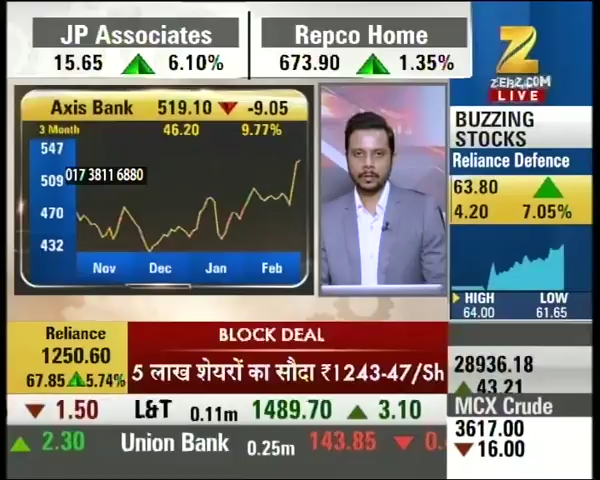 JP Associates
15.65 6.10%
Repco Home
673.90 1.35%
LIVE
Axis Bank 519.10 -9.05
3 Month 46.20 9.77%
547
509
470
432
017 3811 6880
Nov Dec Jan Feb
BUZZING
STOCKS
Reliance Defence
63.80
4.20 7.05%
HIGH LOW
64.00 61.65
Reliance
1250.60
67.85 5.74%
BLOCK DEAL
5 लाख शेयरों का सौदा ₹1243-47/Sh
28936.18
43.21
1.50 L&T 0.11m 1489.70 3.10
2.30 Union Bank 0.25m 143.85 0.
MCX Crude
3617.00
16.00